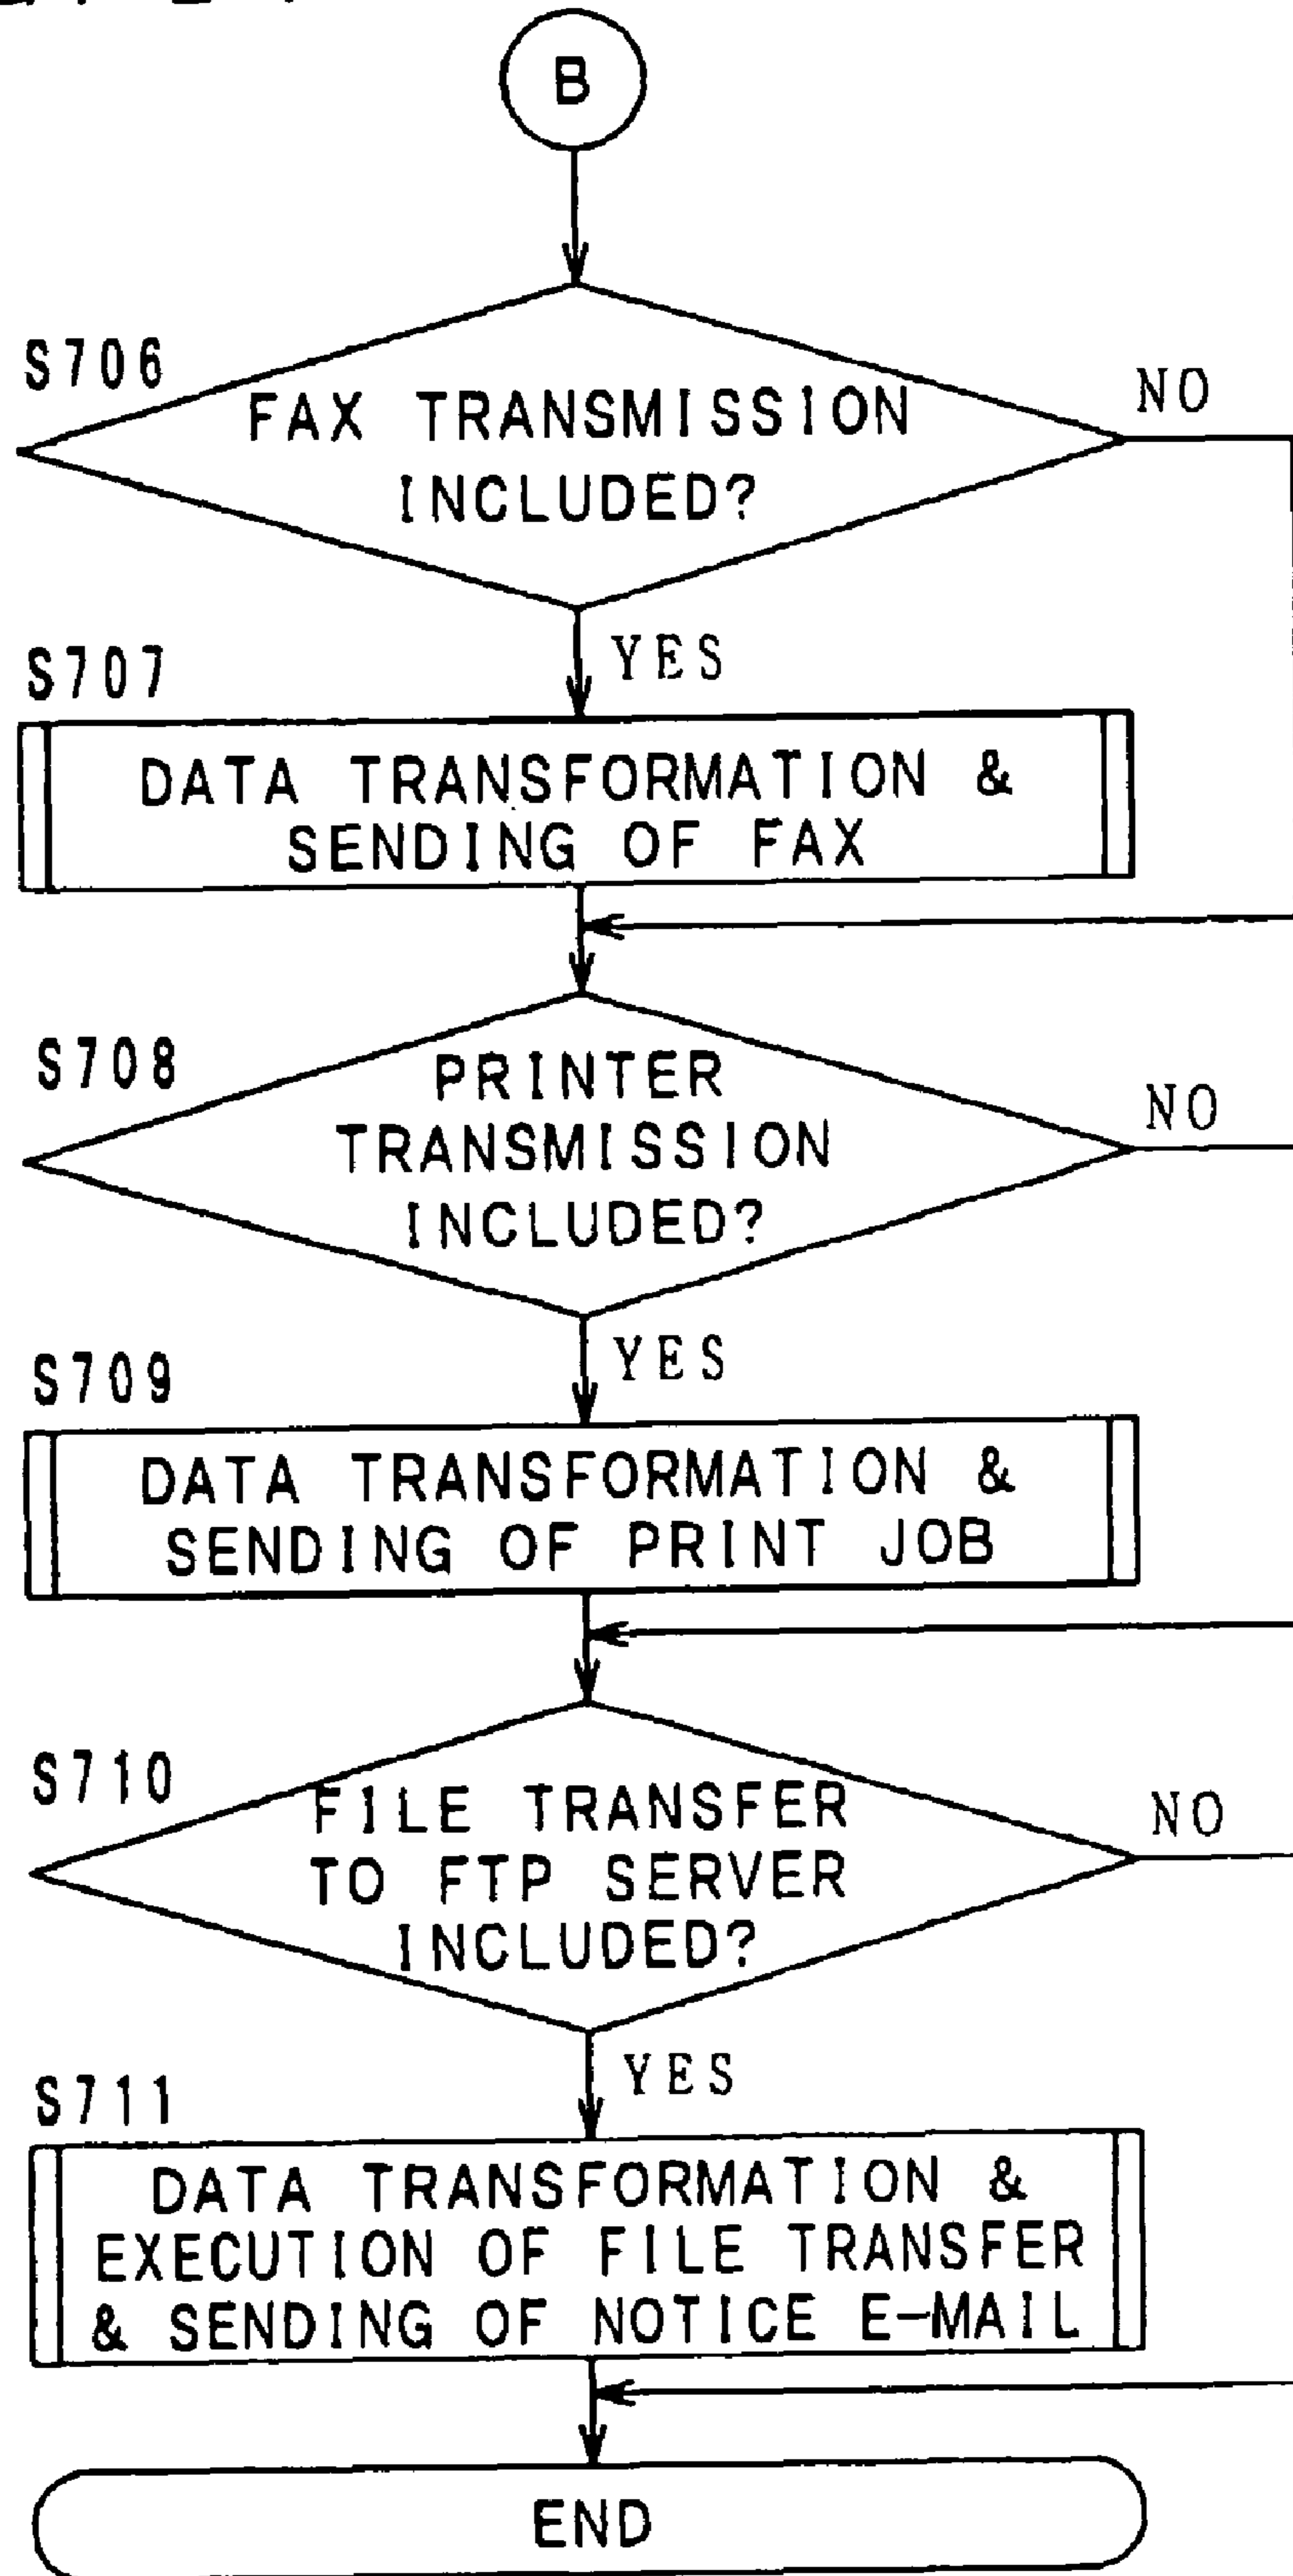 B
S706
FAX TRANSMISSION
INCLUDED?
NO
YES
S707
DATA TRANSFORMATION &
SENDING OF FAX
S708
PRINTER
TRANSMISSION
INCLUDED?
NO
YES
S709
DATA TRANSFORMATION &
SENDING OF PRINT JOB
S710
FILE TRANSFER
TO FTP SERVER
INCLUDED?
NO
YES
S711
DATA TRANSFORMATION &
EXECUTION OF FILE TRANSFER
& SENDING OF NOTICE E-MAIL
END